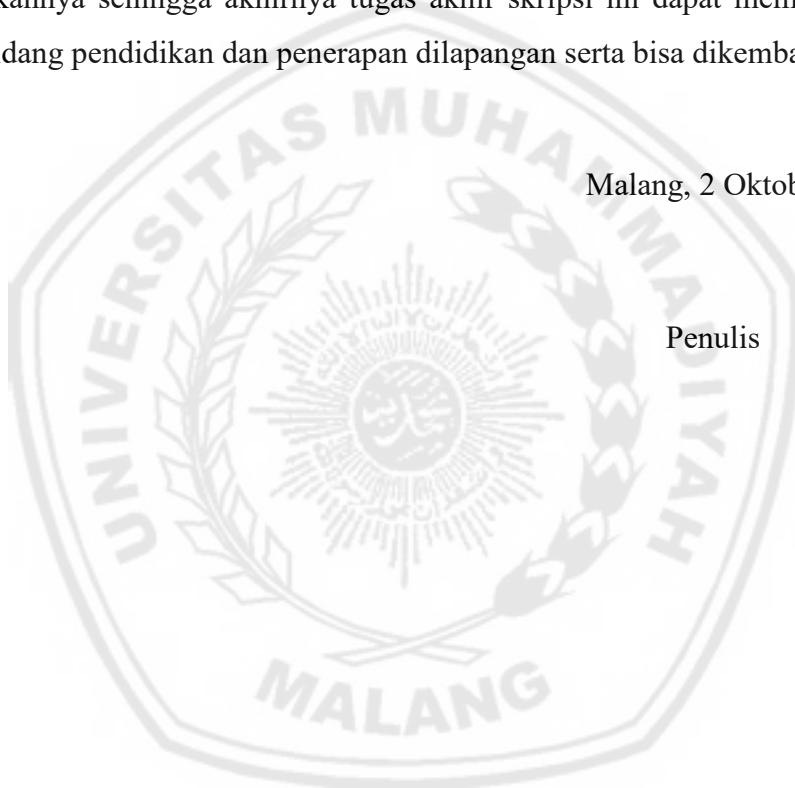 kannya sehingga akhirnya tugas akhir skripsi ini dapat mem
idang pendidikan dan penerapan dilapangan serta bisa dikemba
Malang, 2 Oktob
Penulis
UNIVERSITAS MUHAMMADIYAH
MALANG